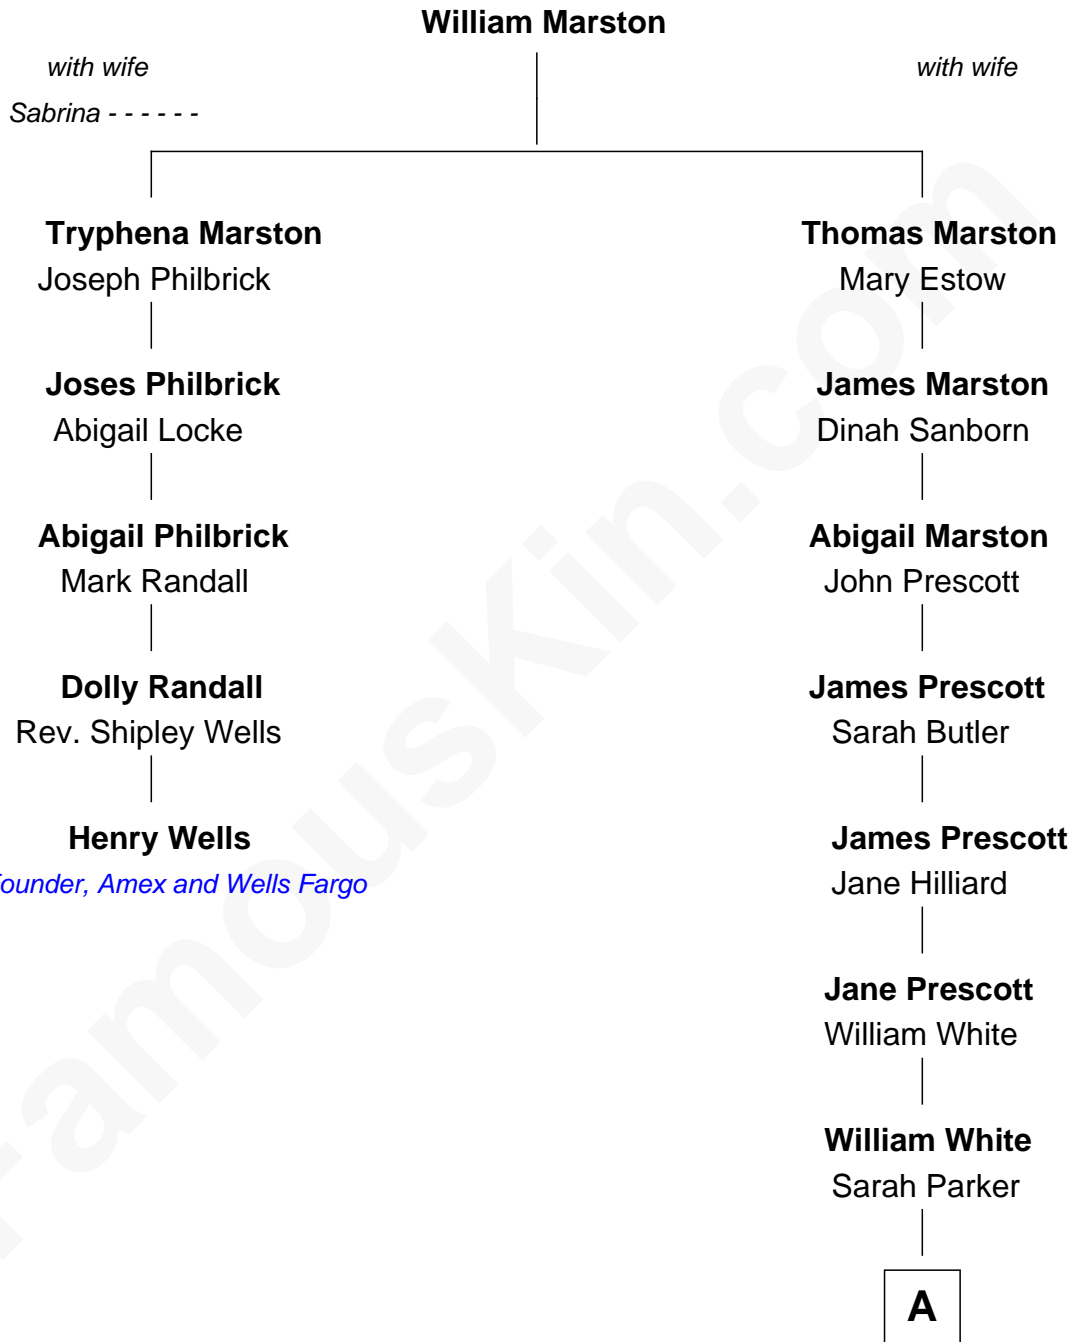 William Marston
with wife
with wife
Sabrina - - - - - -
Tryphena Marston
Joseph Philbrick
Thomas Marston
Mary Estow
Joses Philbrick
Abigail Locke
James Marston
Dinah Sanborn
Abigail Philbrick
Mark Randall
Abigail Marston
John Prescott
Dolly Randall
Rev. Shipley Wells
James Prescott
Sarah Butler
Henry Wells
ounder, Amex and Wells Fargo
James Prescott
Jane Hilliard
Jane Prescott
William White
William White
Sarah Parker
A
FamousKin.com